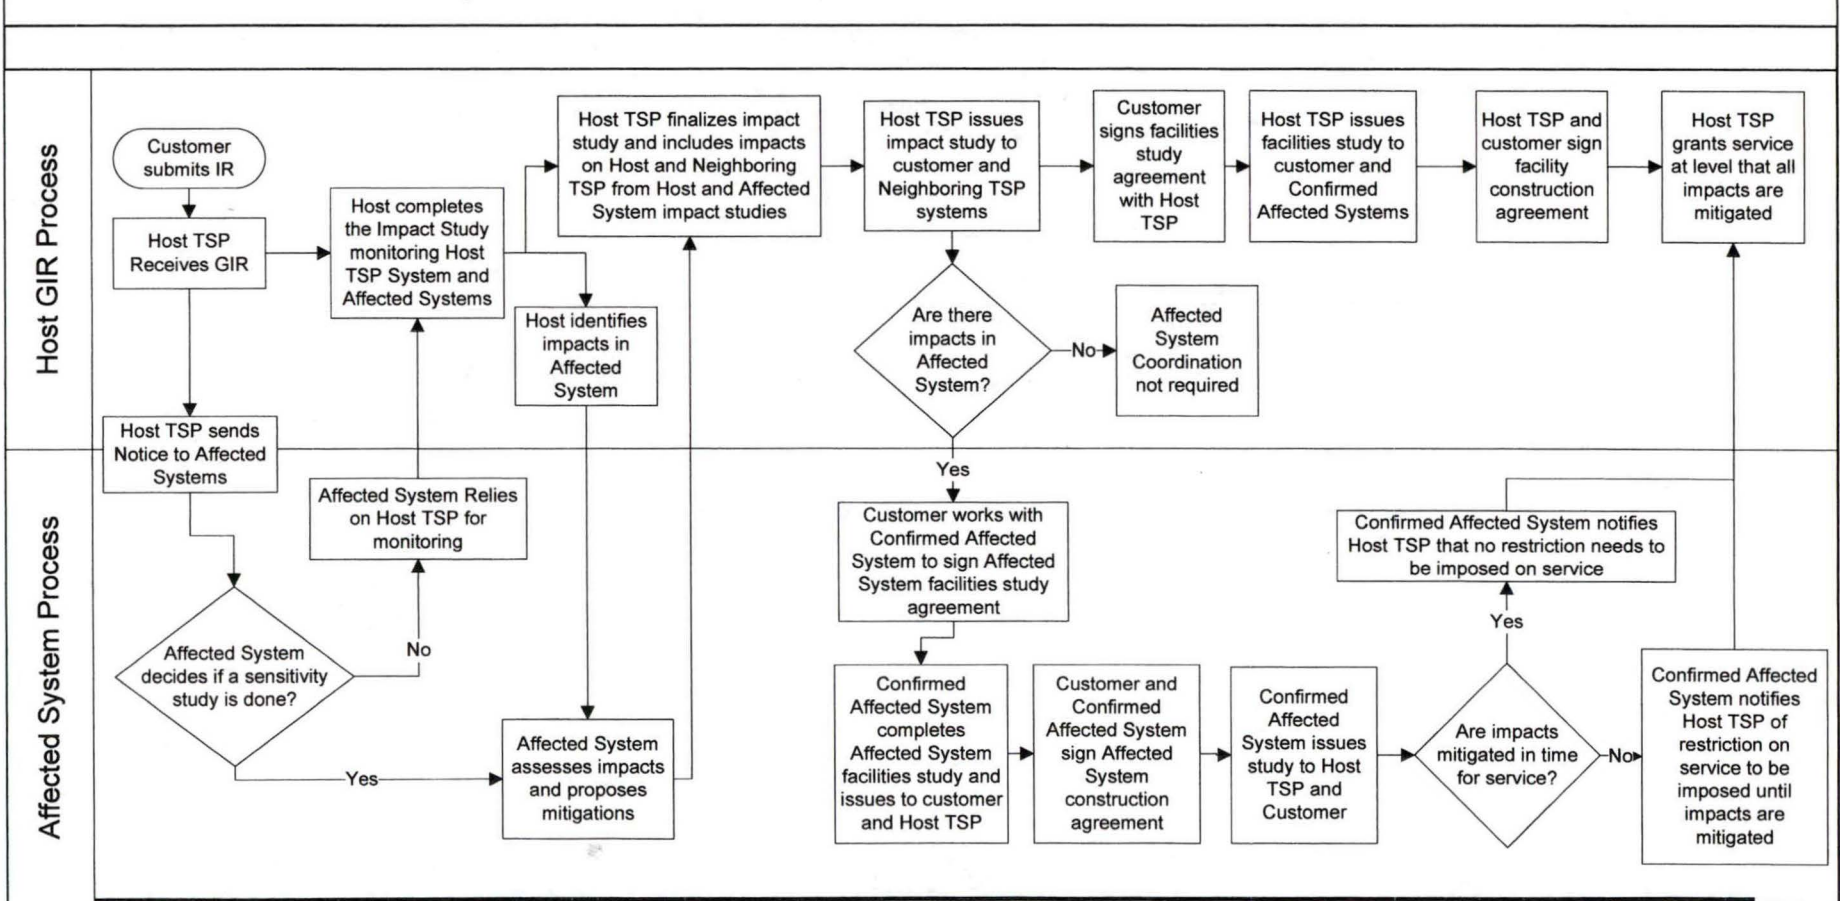 Host GIR Process
Customer
submits IR
Host TSP
Receives GIR
Host TSP sends
Notice to Affected
Systems
Host completes
the Impact Study
monitoring Host
TSP System and
Affected Systems
Host TSP finalizes impact
study and includes impacts
on Host and Neighboring
TSP from Host and Affected
System impact studies
Host identifies
impacts in
Affected
System
Host TSP issues
impact study to
customer and
Neighboring TSP
systems
Customer
signs facilities
study
agreement
with Host
TSP
Host TSP issues
facilities study to
customer and
Confirmed
Affected Systems
Host TSP and
customer sign
facility
construction
agreement
Host TSP
grants service
at level that all
impacts are
mitigated
Are there
impacts in
Affected
System?
No
Affected
System
Coordination
not required
Yes
Affected System Process
Affected System Relies
on Host TSP for
monitoring
No
Affected System
decides if a sensitivity
study is done?
Yes
Affected System
assesses impacts
and proposes
mitigations
Customer works with
Confirmed Affected
System to sign Affected
System facilities study
agreement
Confirmed
Affected System
completes
Affected System
facilities study and
issues to customer
and Host TSP
Customer and
Confirmed
Affected System
sign Affected
System
construction
agreement
Confirmed
Affected
System issues
study to Host
TSP and
Customer
Are impacts
mitigated in time
for service?
Yes
Confirmed Affected System notifies
Host TSP that no restriction needs to
be imposed on service
No
Confirmed Affected
System notifies
Host TSP of
restriction on
service to be
imposed until
impacts are
mitigated